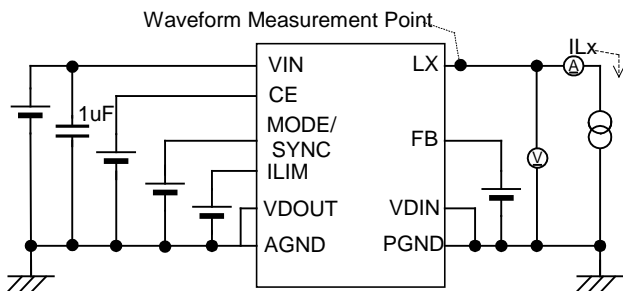 Waveform Measurement Point
ILx
VIN
LX
A
CE
1uF
MODE/
SYNC
FB
ILIM
V
VDOUT
VDIN
AGND
PGND